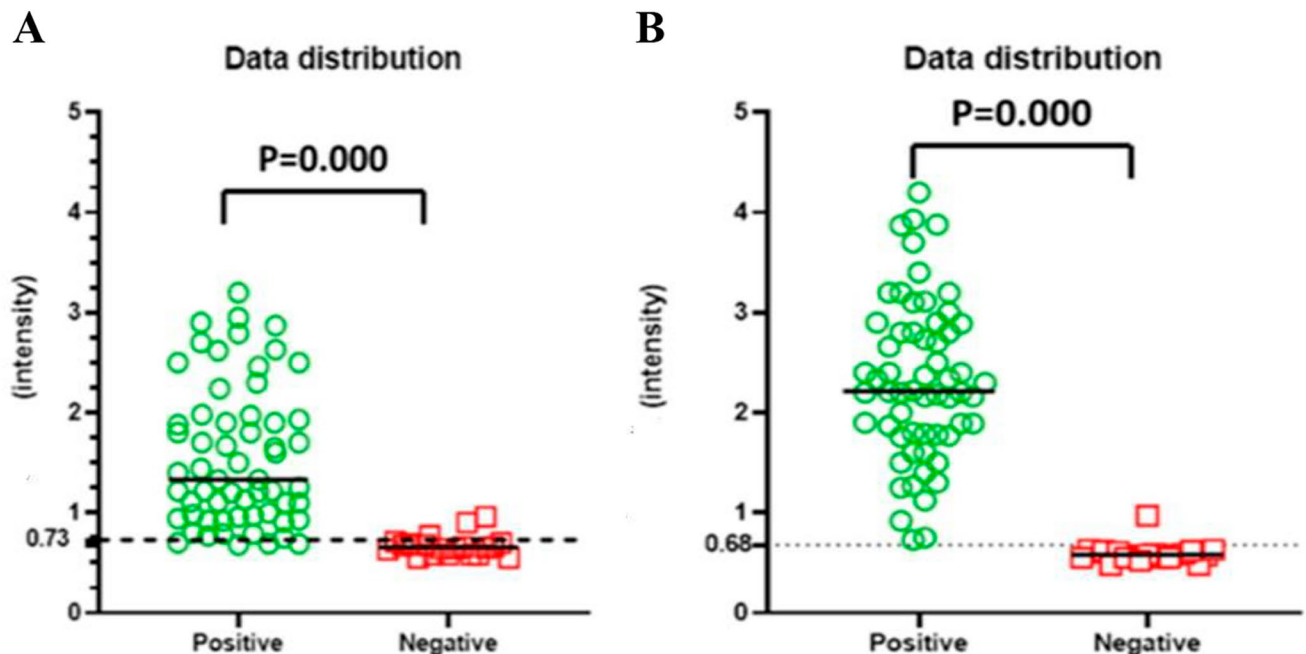 A
Data distribution
P=0.000
5
4
3
2
1
0.73
0
(intensity)
Positive
Negative
B
Data distribution
P=0.000
5
4
3
2
1
0.68
0
(intensity)
Positive
Negative